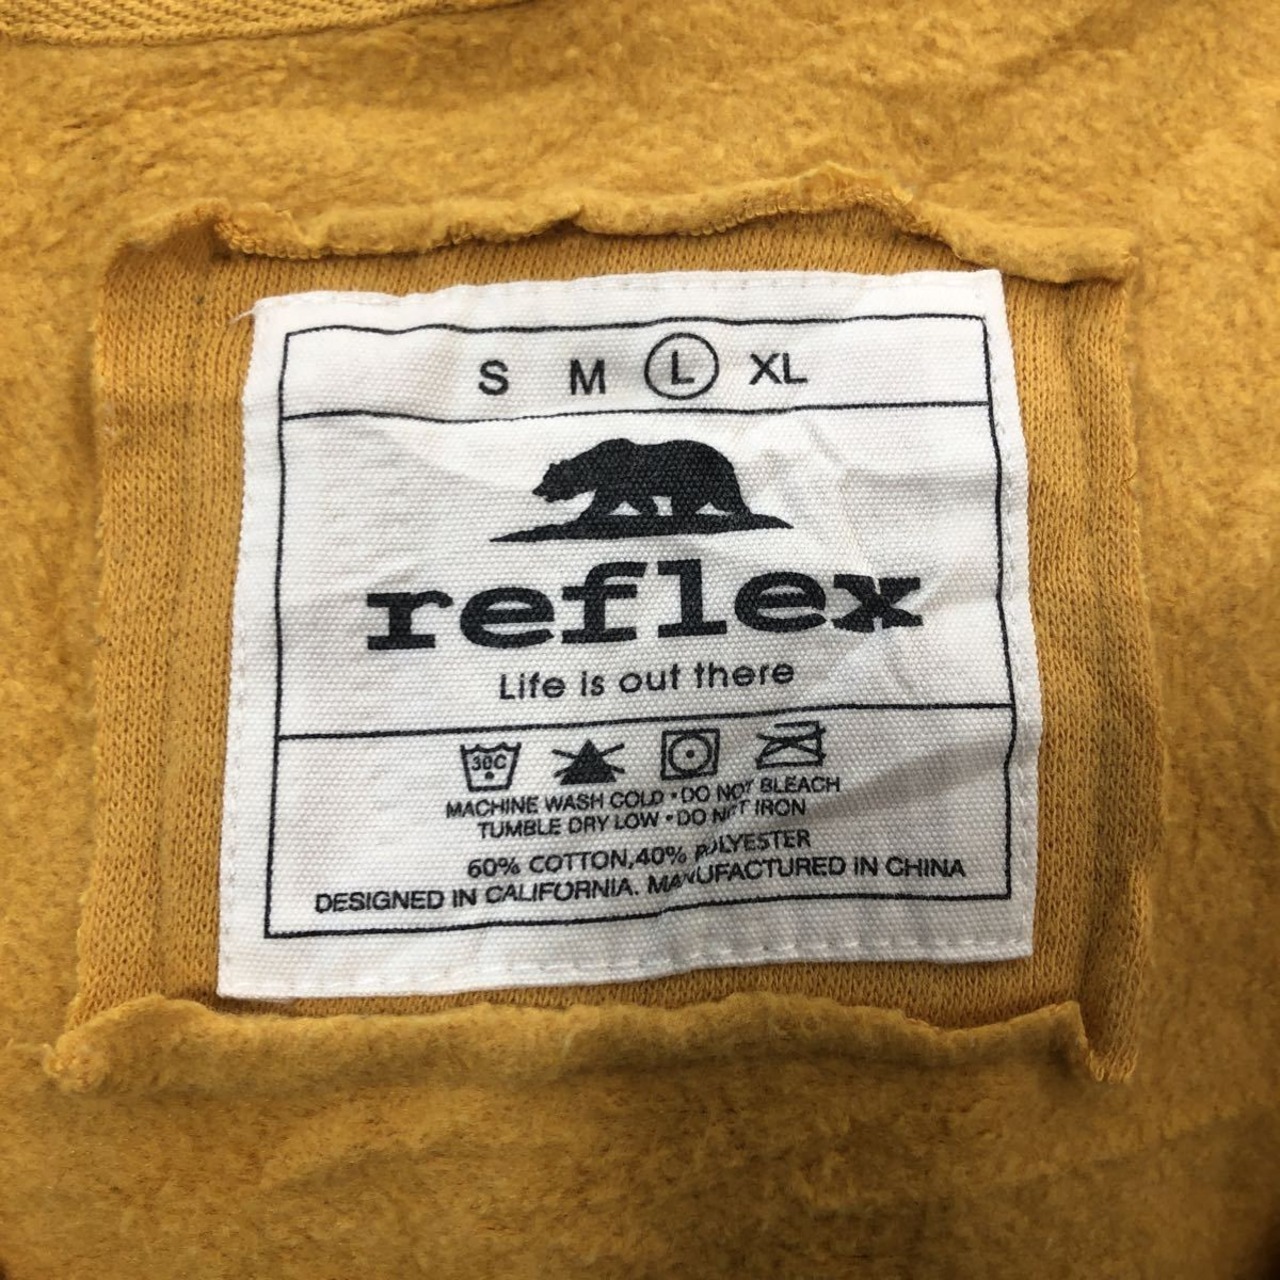 S M L XL
reflex
Life is out there
30C
MACHINE WASH COLD • DO NOT BLEACH
TUMBLE DRY LOW • DO NOT IRON
60% COTTON,40% POLYESTER
DESIGNED IN CALIFORNIA. MANUFACTURED IN CHINA